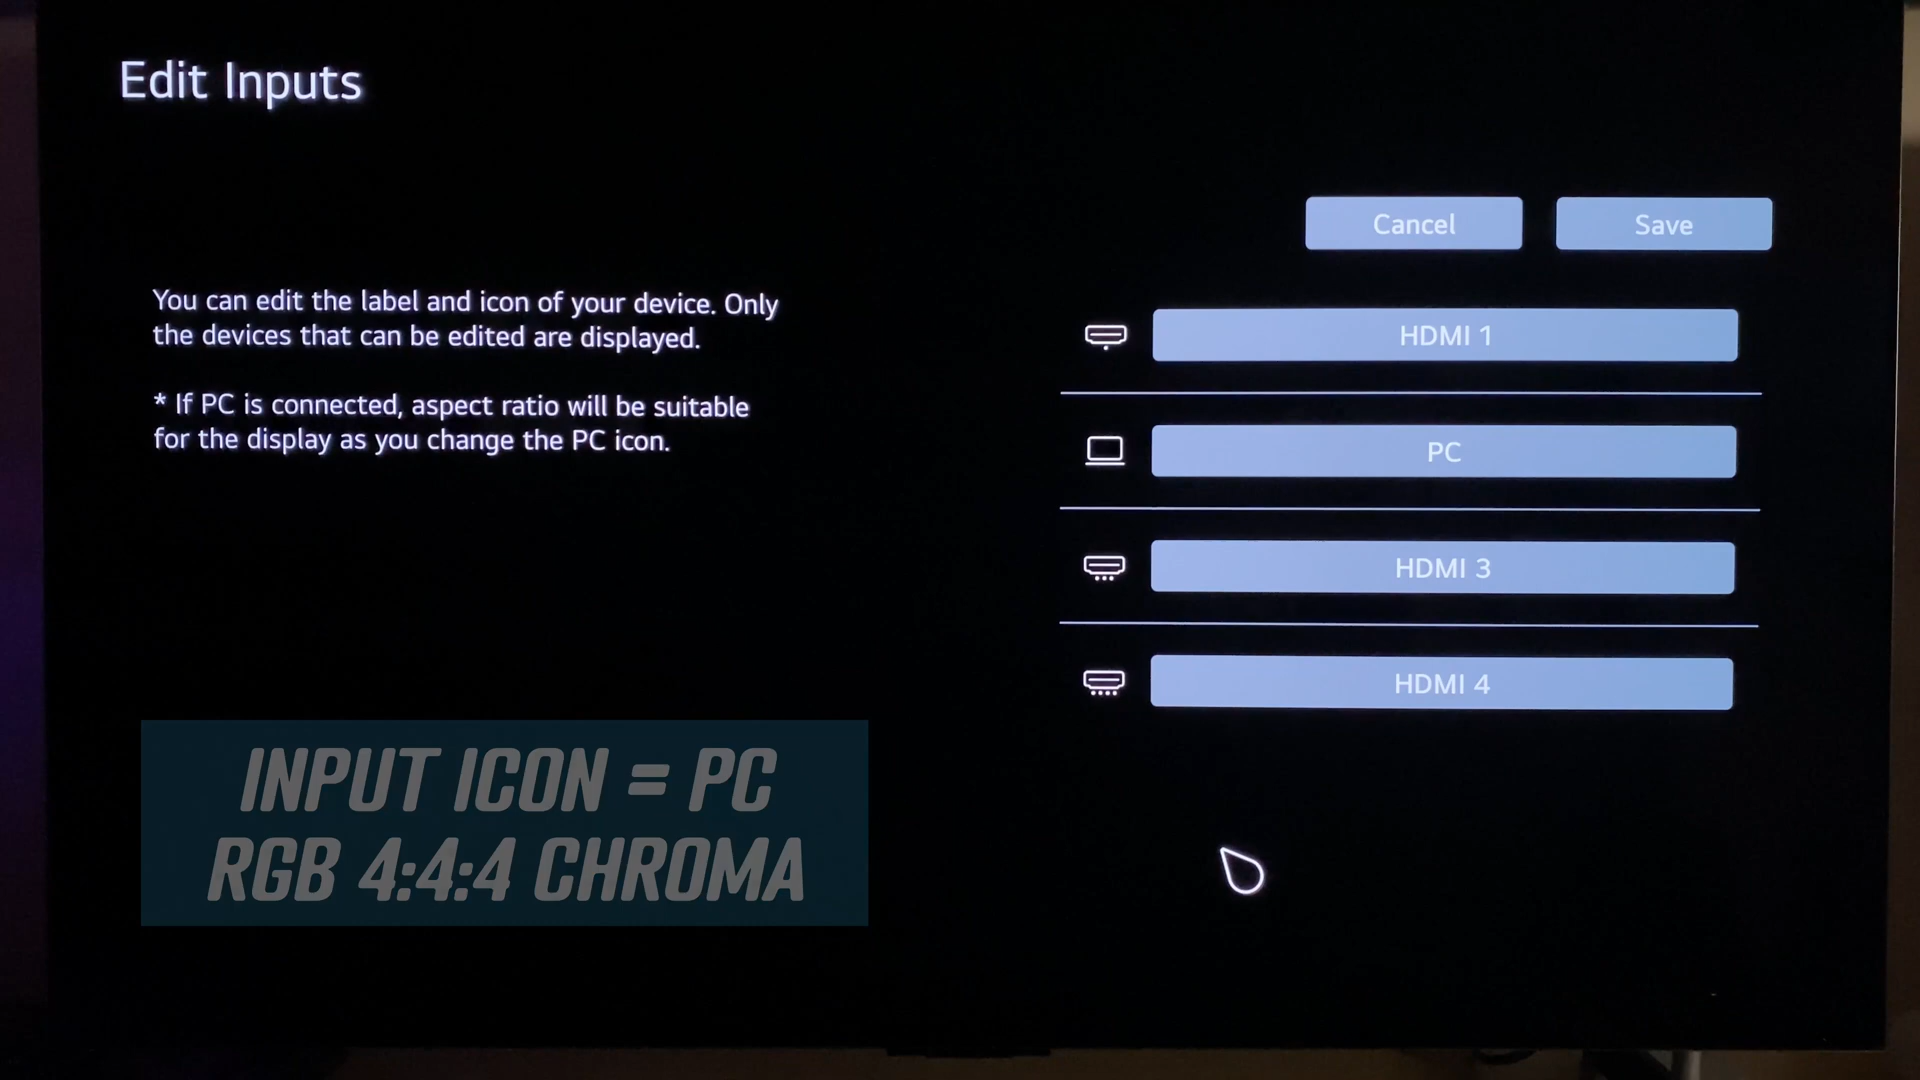 Edit Inputs
Cancel
Save
You can edit the label and icon of your device. Only
the devices that can be edited are displayed.
* If PC is connected, aspect ratio will be suitable
for the display as you change the PC icon.
HDMI 1
PC
HDMI 3
HDMI 4
INPUT ICON = PC
RGB 4:4:4 CHROMA